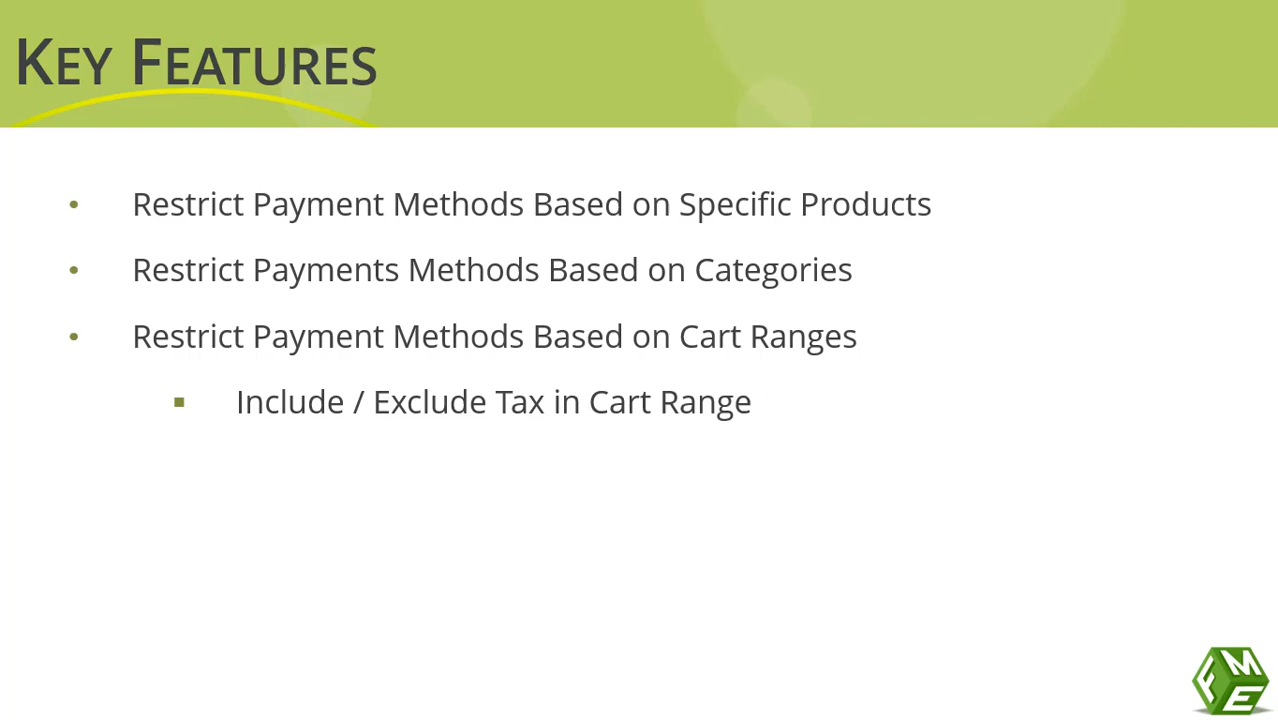 KEY FEATURES
• Restrict Payment Methods Based on Specific Products
• Restrict Payments Methods Based on Categories
• Restrict Payment Methods Based on Cart Ranges
▪ Include / Exclude Tax in Cart Range
FME